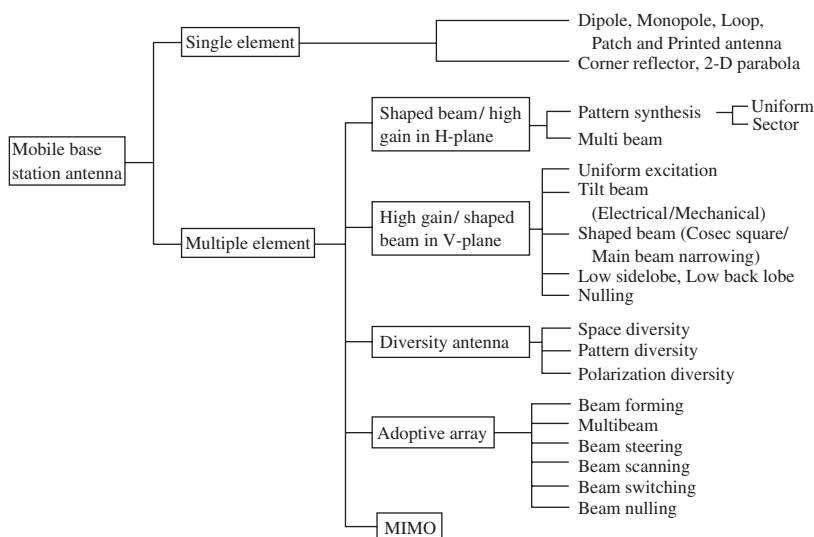 Dipole, Monopole, Loop,
Patch and Printed antenna
Single element
Corner reflector, 2-D parabola
Shaped beam/ high
gain in H-plane
Pattern synthesis
Uniform
Sector
Multi beam
Mobile base
station antenna
Uniform excitation
Tilt beam
(Electrical/Mechanical)
High gain/ shaped
beam in V-plane
Multiple element
Shaped beam (Cosec square/
Main beam narrowing)
Low sidelobe, Low back lobe
Nulling
Diversity antenna
Space diversity
Pattern diversity
Polarization diversity
Adoptive array
Beam forming
Multibeam
Beam steering
Beam scanning
Beam switching
Beam nulling
MIMO